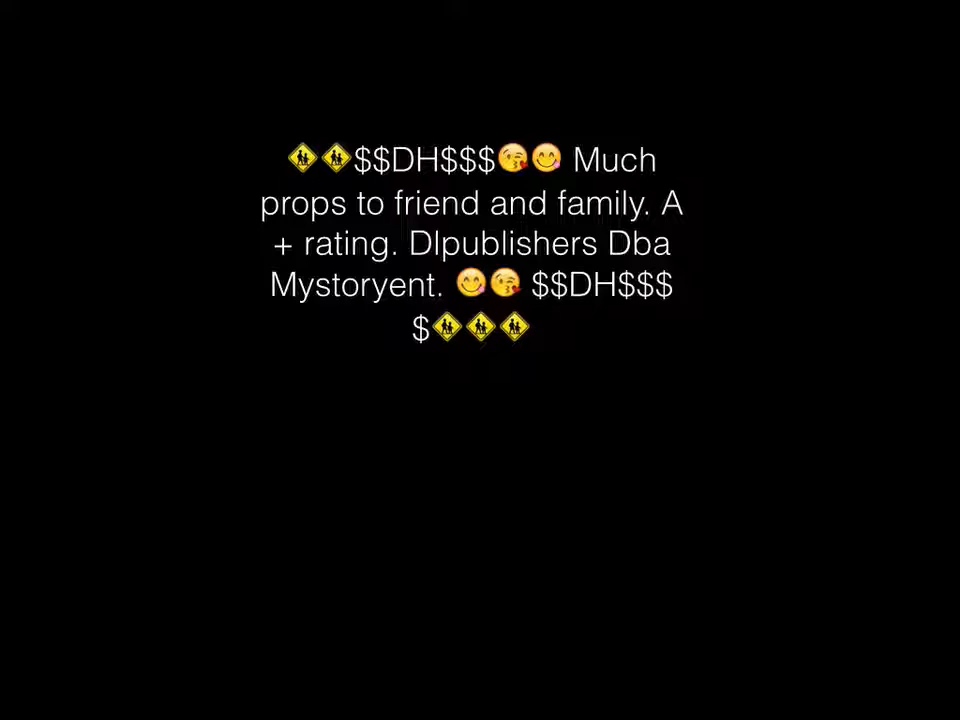 🚸🚸$$DH$$$😘😋 Much
props to friend and family. A
+ rating. Dlpublishers Dba
Mystoryent. 😋😘 $$DH$$$
$🚸🚸🚸